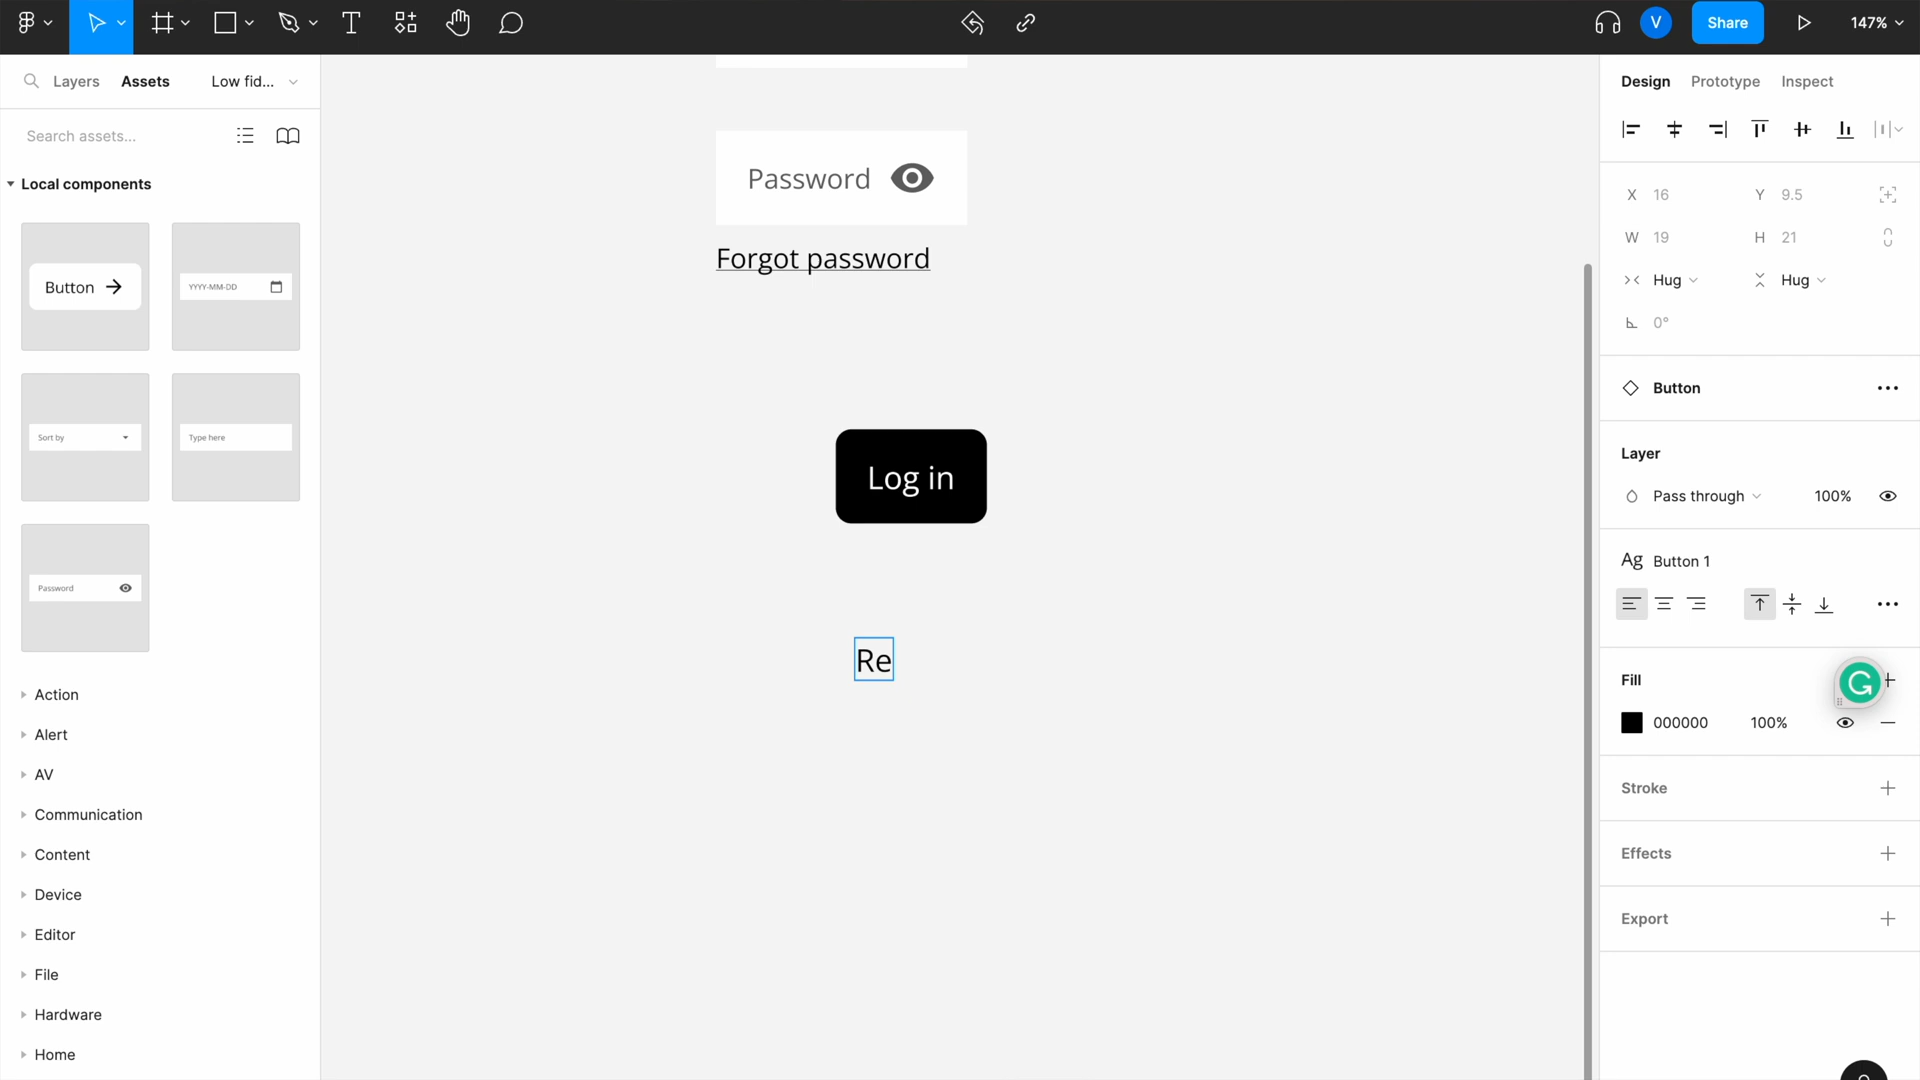 V
Share
147%
Layers
Assets
Low fid...
Search assets...
Local components
Button
YYYY-MM-DD
Sort by
Type here
Password
Action
Alert
AV
Communication
Content
Device
Editor
File
Hardware
Home
Password
Forgot password
Log in
Re
Design
Prototype
Inspect
X 16
Y 9.5
W 19
H 21
Hug
Hug
0°
Button
Layer
Pass through
100%
Ag Button 1
Fill
000000
100%
Stroke
Effects
Export